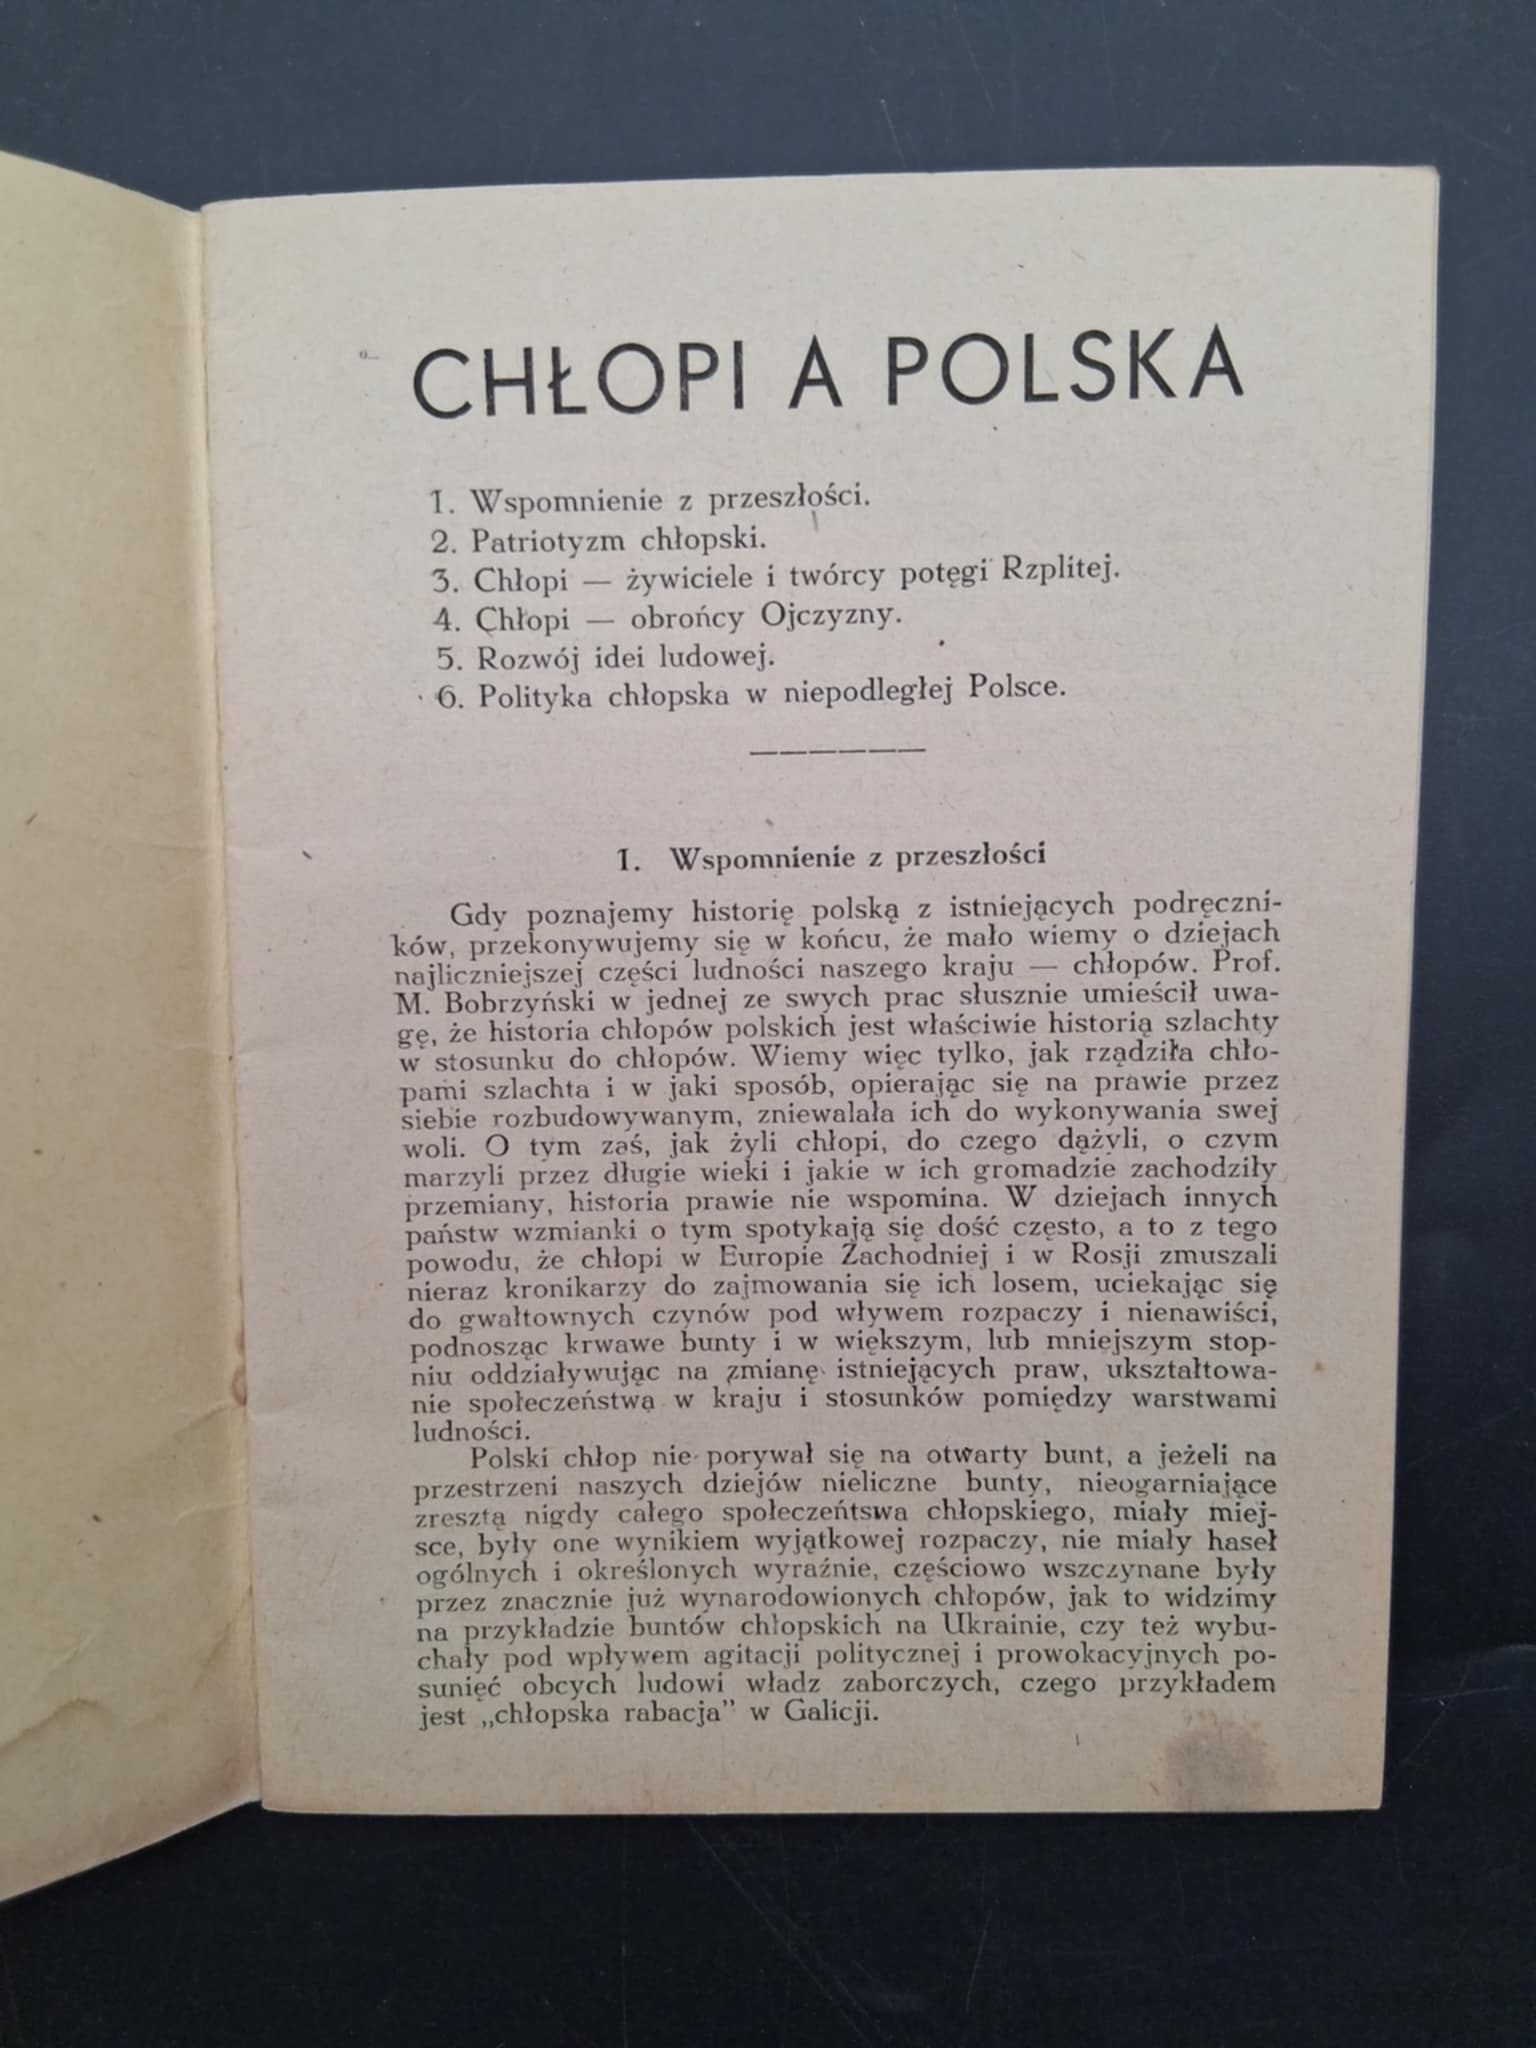 CHŁOPI A POLSKA
1. Wspomnienie z przeszłości.
2. Patriotyzm chłopski.
3. Chłopi — żywiciele i twórcy potęgi Rzplitej.
4. Chłopi — obrońcy Ojczyzny.
5. Rozwój idei ludowej.
6. Polityka chłopska w niepodległej Polsce.
1. Wspomnienie z przeszłości
Gdy poznajemy historię polską z istniejących podręczni-
ków, przekonywujemy się w końcu, że mało wiemy o dziejach
najliczniejszej części ludności naszego kraju — chłopów. Prof.
M. Bobrzyński w jednej ze swych prac słusznie umieścił uwa-
gę, że historia chłopów polskich jest właściwie historią szlachty
w stosunku do chłopów. Wiemy więc tylko, jak rządziła chło-
pami szlachta i w jaki sposób, opierając się na prawie przez
siebie rozbudowywanym, zniewalała ich do wykonywania swej
woli. O tym zaś, jak żyli chłopi, do czego dążyli, o czym
marzyli przez długie wieki i jakie w ich gromadzie zachodziły
przemiany, historia prawie nie wspomina. W dziejach innych
państw wzmianki o tym spotykają się dość często, a to z tego
powodu, że chłopi w Europie Zachodniej i w Rosji zmuszali
nieraz kronikarzy do zajmowania się ich losem, uciekając się
do gwałtownych czynów pod wływem rozpaczy i nienawiści,
podnosząc krwawe bunty i w większym, lub mniejszym stop-
niu oddziaływując na zmianę istniejących praw, ukształtowa-
nie społeczeństwa w kraju i stosunków pomiędzy warstwami
ludności.
Polski chłop nie porywał się na otwarty bunt, a jeżeli na
przestrzeni naszych dziejów nieliczne bunty, nieogarniające
zresztą nigdy całego społeczeńtswa chłopskiego, miały miej-
sce, były one wynikiem wyjątkowej rozpaczy, nie miały haseł
ogólnych i określonych wyraźnie, częściowo wszczynane były
przez znacznie już wynarodowionych chłopów, jak to widzimy
na przykładzie buntów chłopskich na Ukrainie, czy też wybu-
chały pod wpływem agitacji politycznej i prowokacyjnych po-
sunięć obcych ludowi władz zaborczych, czego przykładem
jest „chłopska rabacja” w Galicji.